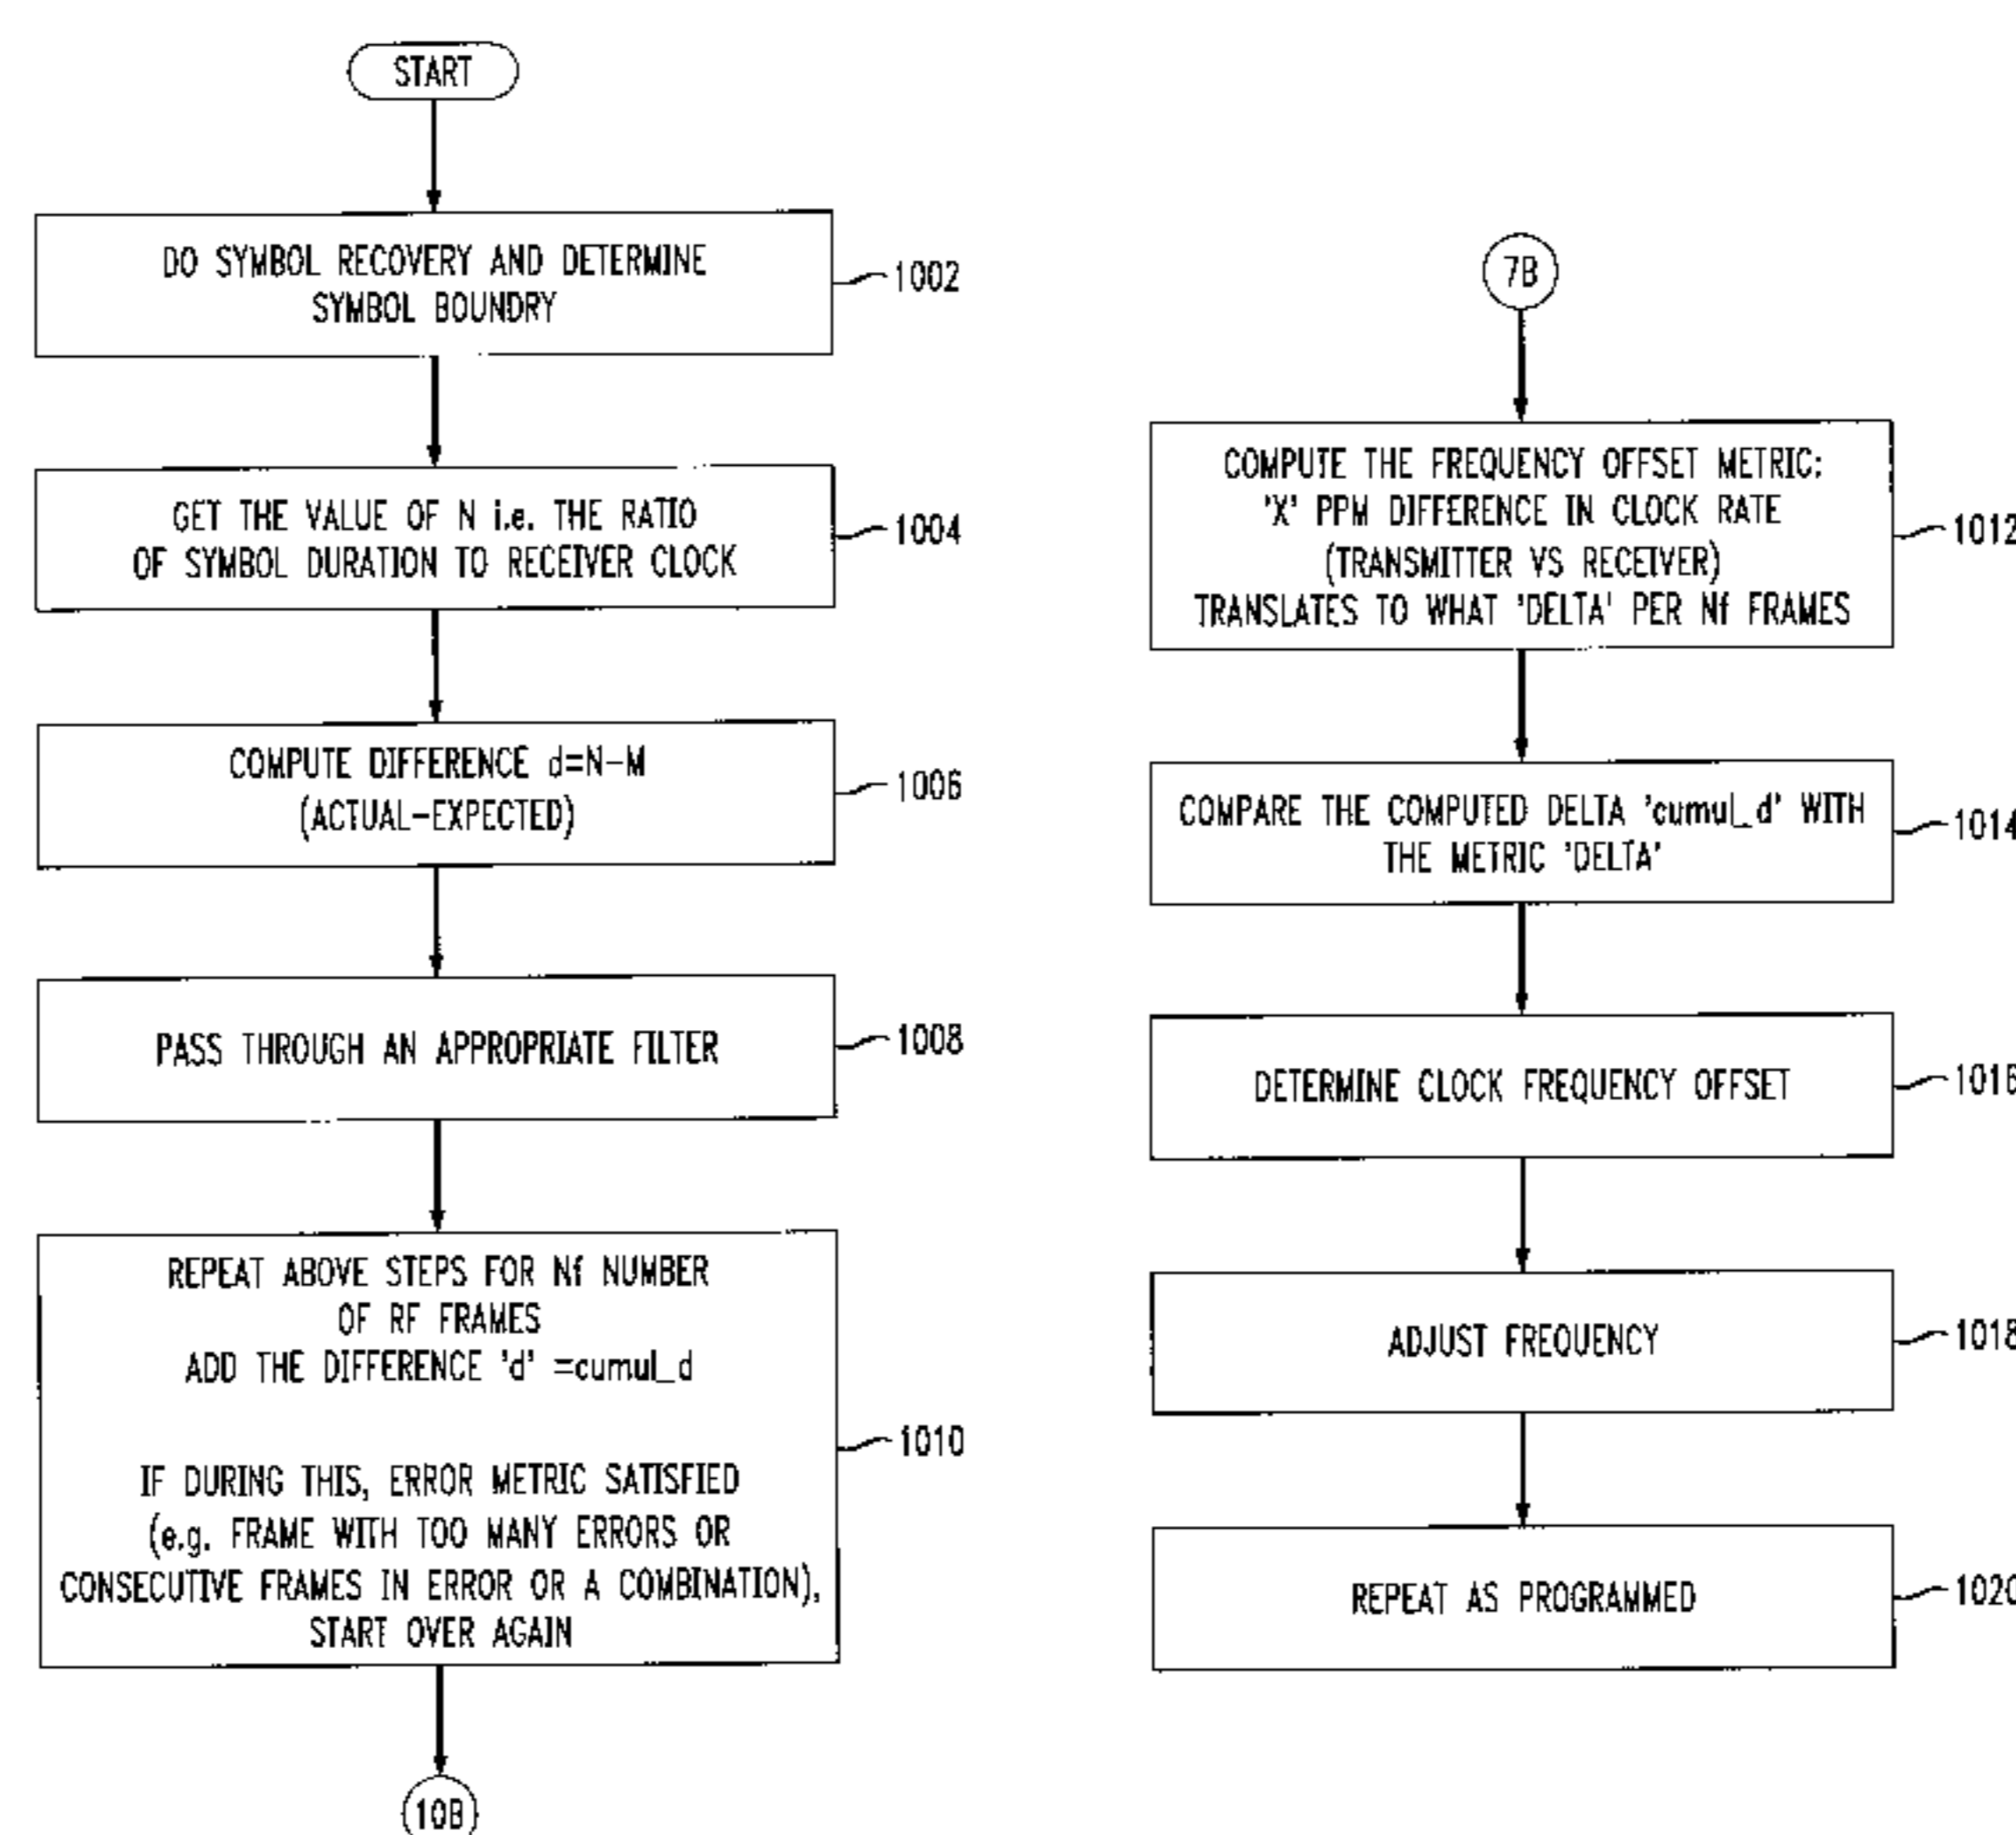 START
DO SYMBOL RECOVERY AND DETERMINE
SYMBOL BOUNDRY
1002
GET THE VALUE OF N i.e. THE RATIO
OF SYMBOL DURATION TO RECEIVER CLOCK
1004
COMPUTE DIFFERENCE d=N-M
(ACTUAL-EXPECTED)
1006
PASS THROUGH AN APPROPRIATE FILTER
1008
REPEAT ABOVE STEPS FOR Nf NUMBER
OF RF FRAMES
ADD THE DIFFERENCE 'd' =cumul_d
IF DURING THIS, ERROR METRIC SATISFIED
(e.g. FRAME WITH TOO MANY ERRORS OR
CONSECUTIVE FRAMES IN ERROR OR A COMBINATION),
START OVER AGAIN
1010
10B
7B
COMPUTE THE FREQUENCY OFFSET METRIC:
'X' PPM DIFFERENCE IN CLOCK RATE
(TRANSMITTER VS RECEIVER)
TRANSLATES TO WHAT 'DELTA' PER Nf FRAMES
1012
COMPARE THE COMPUTED DELTA 'cumul_d' WITH
THE METRIC 'DELTA'
1014
DETERMINE CLOCK FREQUENCY OFFSET
1016
ADJUST FREQUENCY
1018
REPEAT AS PROGRAMMED
1020